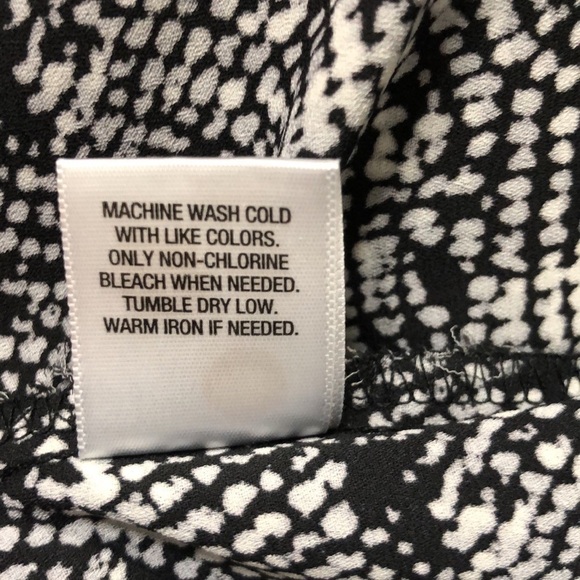 MACHINE WASH COLD
WITH LIKE COLORS.
ONLY NON-CHLORINE
BLEACH WHEN NEEDED.
TUMBLE DRY LOW.
WARM IRON IF NEEDED.